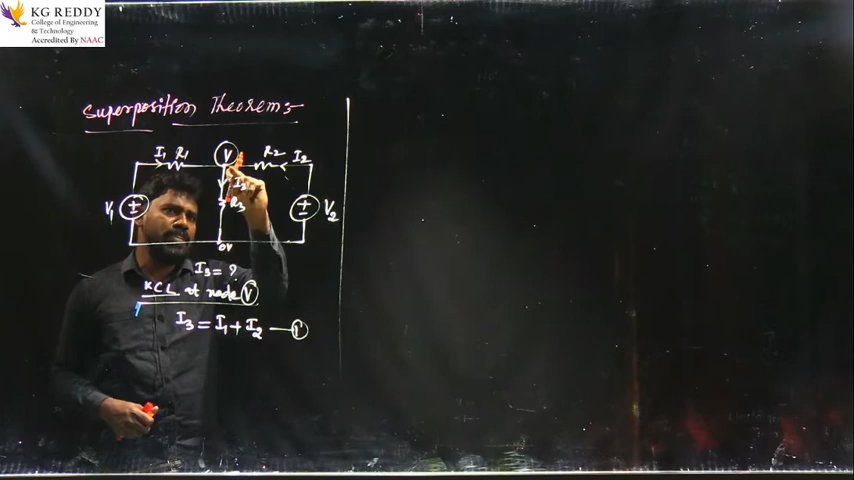 KG REDDY
College of Engineering
& Technology
Accredited By NAAC
Superposition Theorem:-
I1 R1 V R2 I2
I3
V1 ± R3 ± V2
0V
I3 = ?
KCL at node V
I3 = I1 + I2 — 1